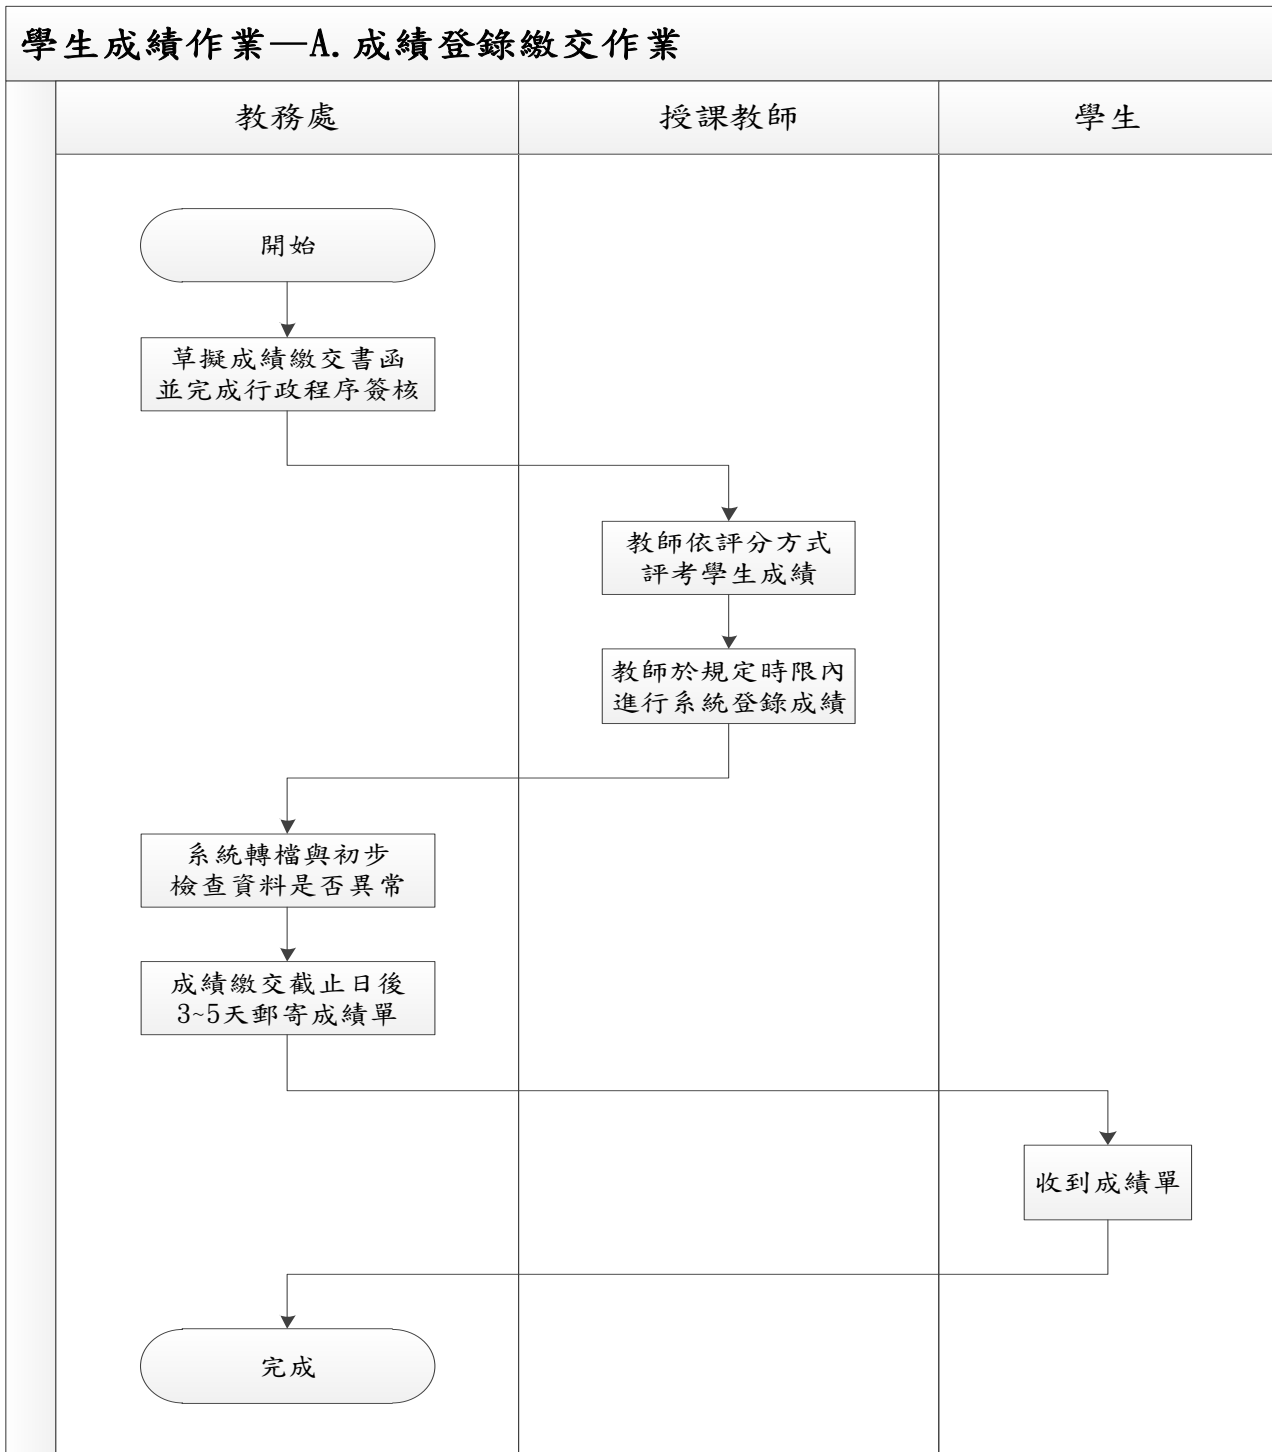 學生成績作業—A.成績登錄繳交作業
教務處
授課教師
學生
開始
草擬成績繳交書函
並完成行政程序簽核
教師依評分方式
評考學生成績
教師於規定時限內
進行系統登錄成績
系統轉檔與初步
檢查資料是否異常
成績繳交截止日後
3~5天郵寄成績單
收到成績單
完成